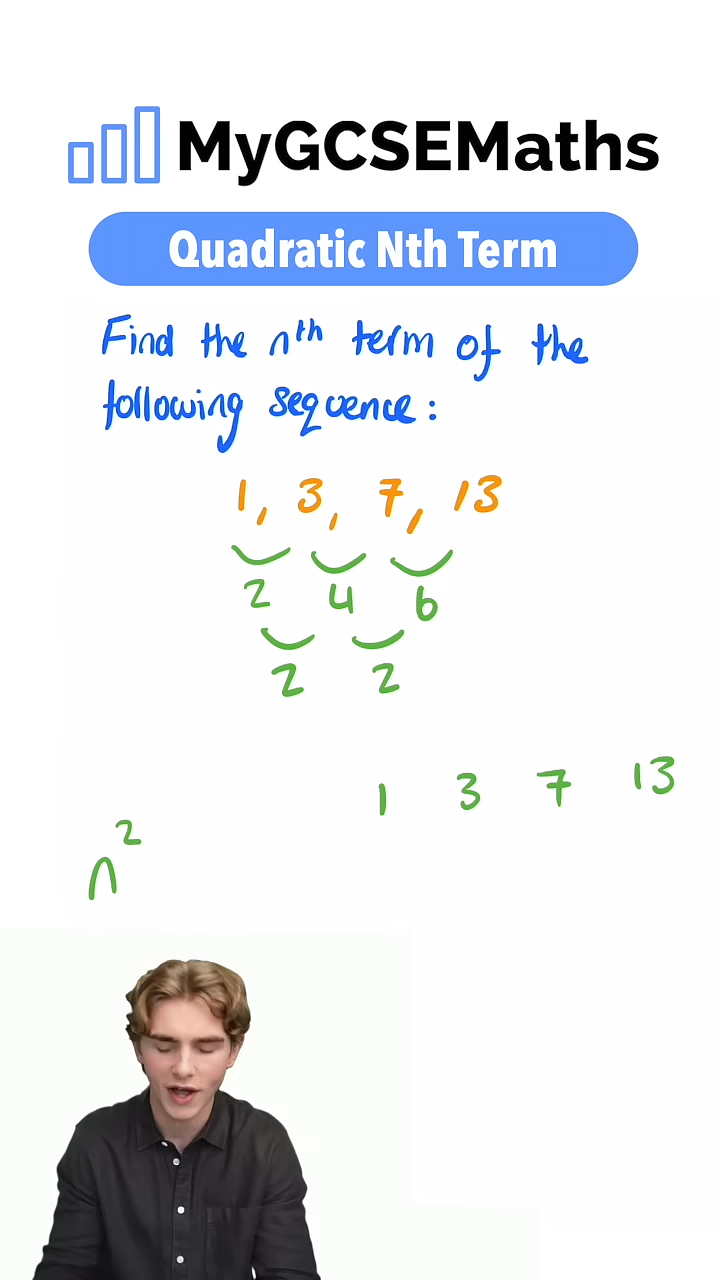 MyGCSEMaths
Quadratic Nth Term
Find the nᵗʰ term of the
following sequence:
1, 3, 7, 13
2 4 6
2 2
1 3 7 13
n²